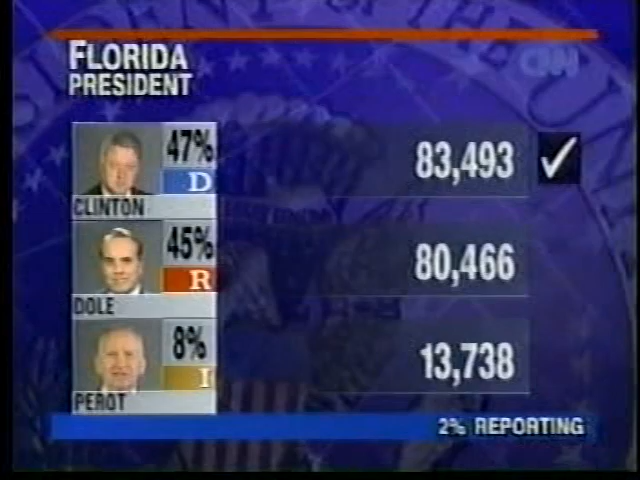 FLORIDA
PRESIDENT
CNN
47%
D
CLINTON
83,493
45%
R
DOLE
80,466
8%
I
PEROT
13,738
2% REPORTING